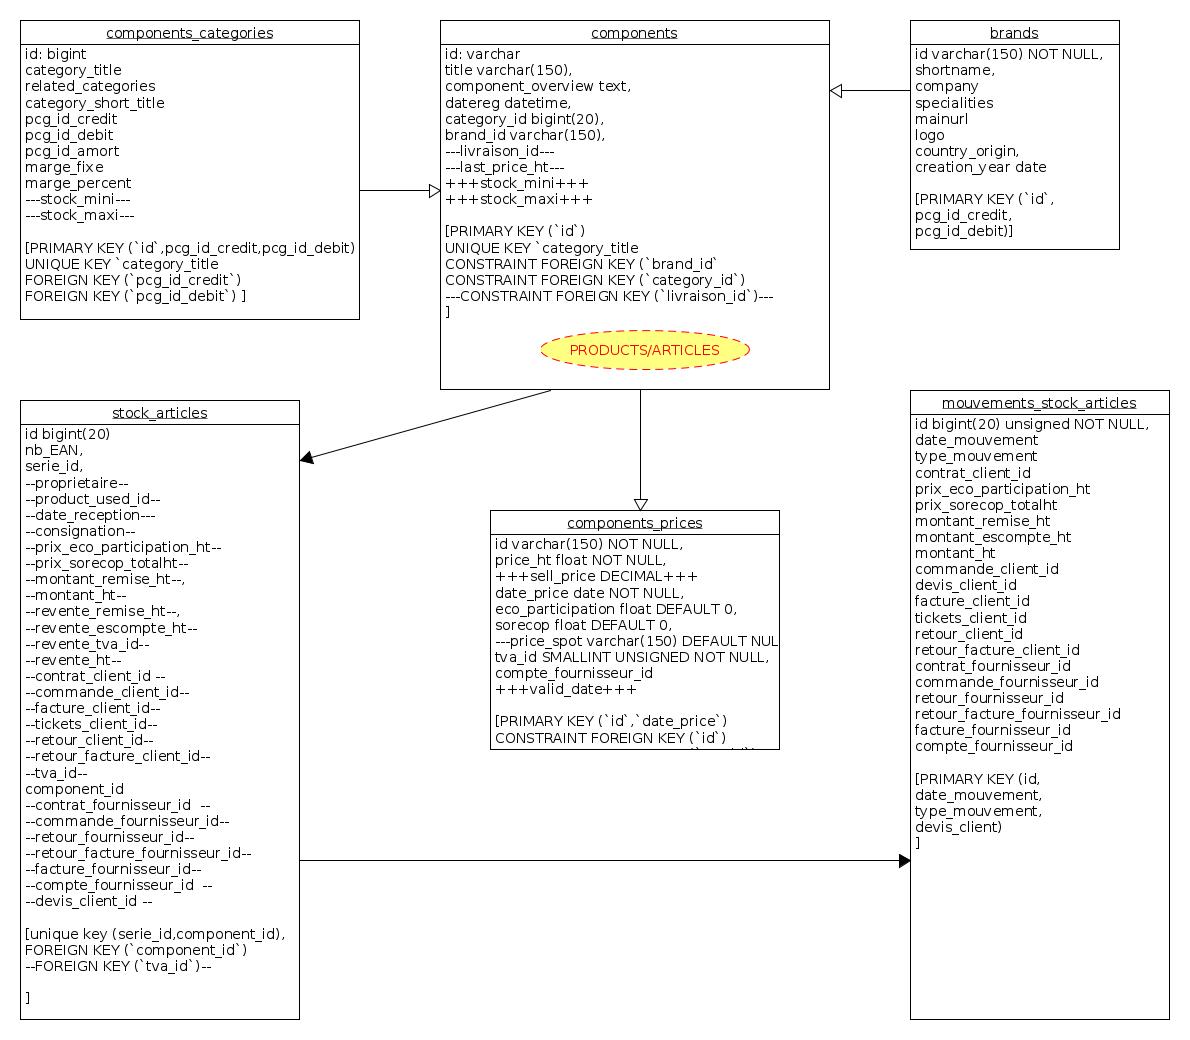 components_categories
id: bigint
category_title
related_categories
category_short_title
pcg_id_credit
pcg_id_debit
pcg_id_amort
marge_fixe
marge_percent
---stock_mini---
---stock_maxi---
[PRIMARY KEY (`id`,pcg_id_credit,pcg_id_debit)
UNIQUE KEY `category_title
FOREIGN KEY (`pcg_id_credit`)
FOREIGN KEY (`pcg_id_debit`) ]
components
id: varchar
title varchar(150),
component_overview text,
datereg datetime,
category_id bigint(20),
brand_id varchar(150),
---livraison_id---
---last_price_ht---
+++stock_mini+++
+++stock_maxi+++
[PRIMARY KEY (`id`)
UNIQUE KEY `category_title
CONSTRAINT FOREIGN KEY (`brand_id`
CONSTRAINT FOREIGN KEY (`category_id`)
---CONSTRAINT FOREIGN KEY (`livraison_id`)---
]
PRODUCTS/ARTICLES
brands
id varchar(150) NOT NULL,
shortname,
company
specialities
mainurl
logo
country_origin,
creation_year date
[PRIMARY KEY (`id`,
pcg_id_credit,
pcg_id_debit)]
stock_articles
id bigint(20)
nb_EAN,
serie_id,
--proprietaire--
--product_used_id--
--date_reception---
--consignation--
--prix_eco_participation_ht--
--prix_sorecop_totalht--
--montant_remise_ht--,
--montant_ht--
--revente_remise_ht--,
--revente_escompte_ht--
--revente_tva_id--
--revente_ht--
--contrat_client_id --
--commande_client_id--
--facture_client_id--
--tickets_client_id--
--retour_client_id--
--retour_facture_client_id--
--tva_id--
component_id
--contrat_fournisseur_id  --
--commande_fournisseur_id--
--retour_fournisseur_id--
--retour_facture_fournisseur_id--
--facture_fournisseur_id--
--compte_fournisseur_id  --
--devis_client_id --
[unique key (serie_id,component_id),
FOREIGN KEY (`component_id`)
--FOREIGN KEY (`tva_id`)--
]
components_prices
id varchar(150) NOT NULL,
price_ht float NOT NULL,
+++sell_price DECIMAL+++
date_price date NOT NULL,
eco_participation float DEFAULT 0,
sorecop float DEFAULT 0,
---price_spot varchar(150) DEFAULT NUL
tva_id SMALLINT UNSIGNED NOT NULL,
compte_fournisseur_id
+++valid_date+++
[PRIMARY KEY (`id`,`date_price`)
CONSTRAINT FOREIGN KEY (`id`)
mouvements_stock_articles
id bigint(20) unsigned NOT NULL,
date_mouvement
type_mouvement
contrat_client_id
prix_eco_participation_ht
prix_sorecop_totalht
montant_remise_ht
montant_escompte_ht
montant_ht
commande_client_id
devis_client_id
facture_client_id
tickets_client_id
retour_client_id
retour_facture_client_id
contrat_fournisseur_id
commande_fournisseur_id
retour_fournisseur_id
retour_facture_fournisseur_id
facture_fournisseur_id
compte_fournisseur_id
[PRIMARY KEY (id,
date_mouvement,
type_mouvement,
devis_client)
]